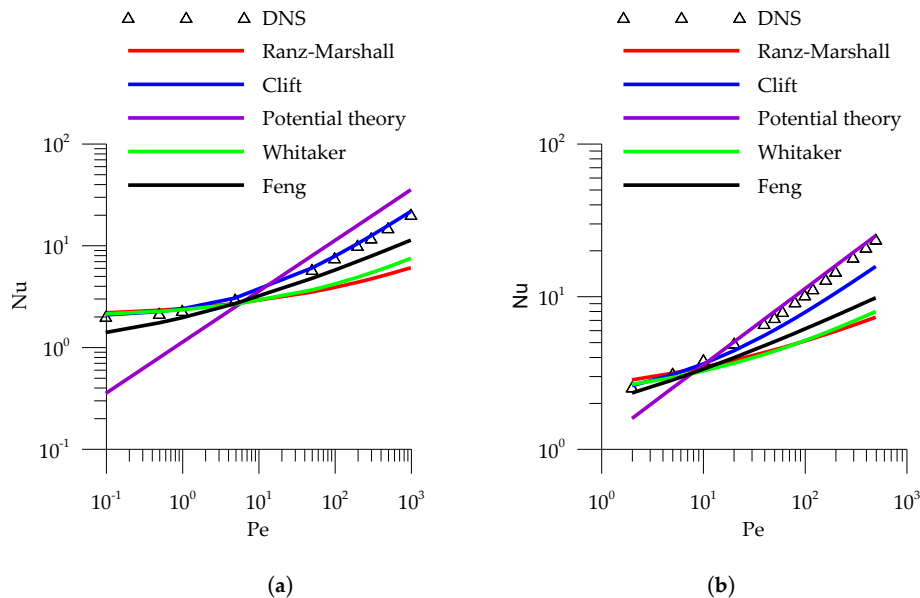 DNS
Ranz-Marshall
Clift
Potential theory
Whitaker
Feng
10^2
10^1
10^0
10^-1
Nu
10^-1 10^0 10^1 10^2 10^3
Pe
(a)
DNS
Ranz-Marshall
Clift
Potential theory
Whitaker
Feng
10^2
10^1
10^0
Nu
10^0 10^1 10^2 10^3
Pe
(b)